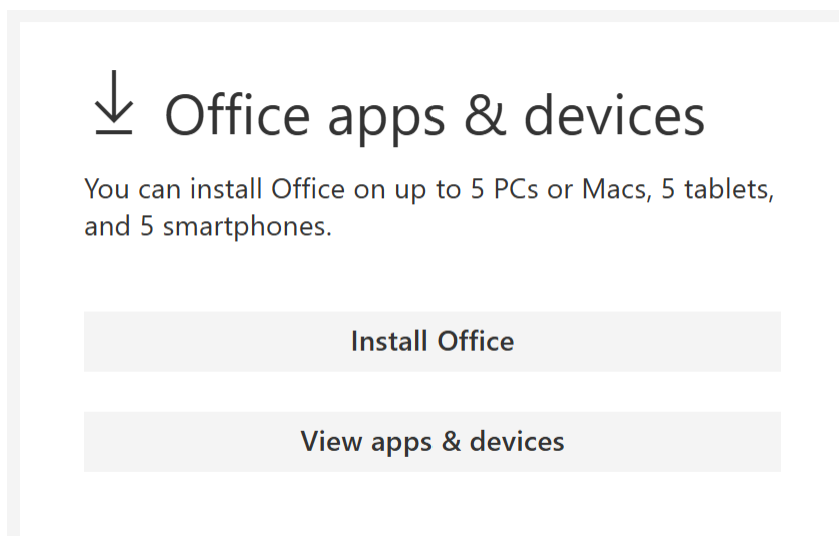 Office apps & devices
You can install Office on up to 5 PCs or Macs, 5 tablets,
and 5 smartphones.
Install Office
View apps & devices